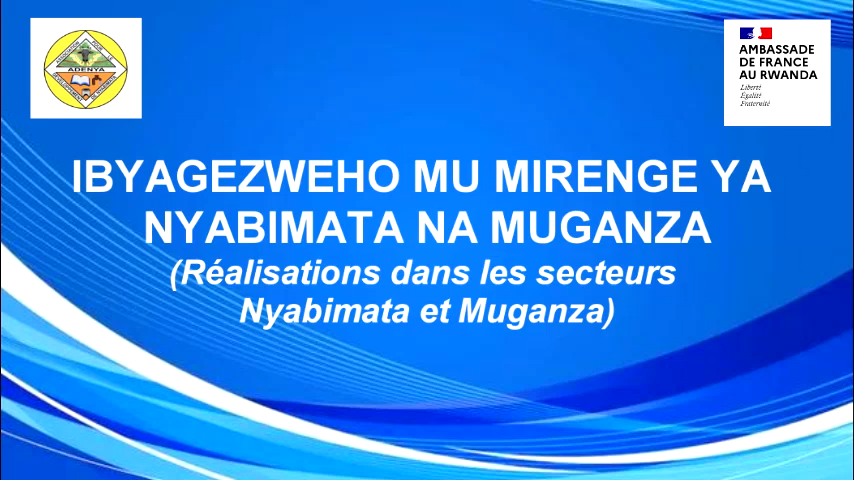 ADENYA
AMBASSADE
DE FRANCE
AU RWANDA
Liberté
Égalité
Fraternité
IBYAGEZWEHO MU MIRENGE YA
NYABIMATA NA MUGANZA
(Réalisations dans les secteurs
Nyabimata et Muganza)